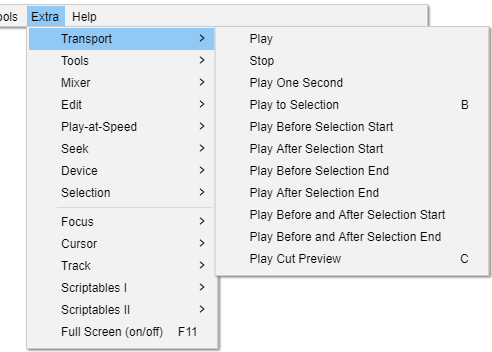 ools Extra Help
Transport > Play
Tools > Stop
Mixer > Play One Second
Edit > Play to Selection B
Play-at-Speed > Play Before Selection Start
Seek > Play After Selection Start
Device > Play Before Selection End
Selection > Play After Selection End
Play Before and After Selection Start
Focus >
Cursor > Play Before and After Selection End
Track > Play Cut Preview C
Scriptables I >
Scriptables II >
Full Screen (on/off) F11